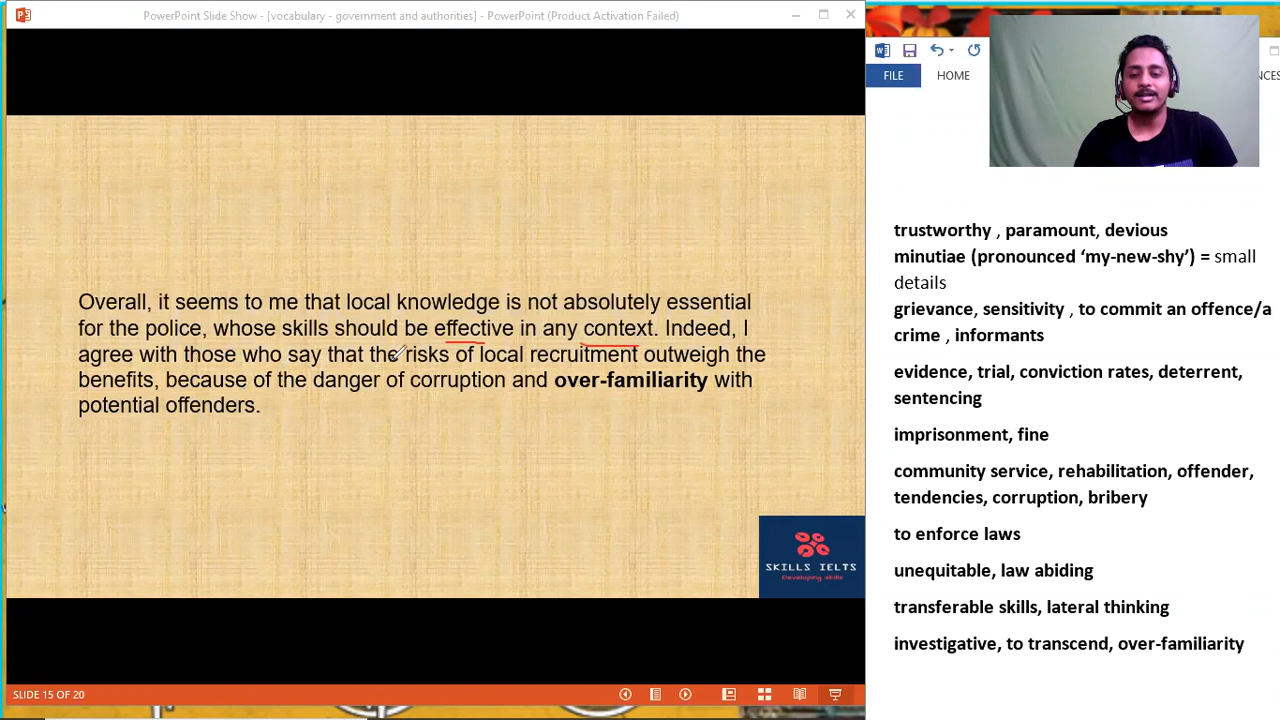 PowerPoint Slide Show - [vocabulary - government and authorities] - PowerPoint (Product Activation Failed)
FILE
HOME
Overall, it seems to me that local knowledge is not absolutely essential
for the police, whose skills should be effective in any context. Indeed, I
agree with those who say that the risks of local recruitment outweigh the
benefits, because of the danger of corruption and over-familiarity with
potential offenders.
SKILLS IELTS
Developing skills
SLIDE 15 OF 20
trustworthy , paramount, devious
minutiae (pronounced ‘my-new-shy’) = small
details
grievance, sensitivity , to commit an offence/a
crime , informants
evidence, trial, conviction rates, deterrent,
sentencing
imprisonment, fine
community service, rehabilitation, offender,
tendencies, corruption, bribery
to enforce laws
unequitable, law abiding
transferable skills, lateral thinking
investigative, to transcend, over-familiarity